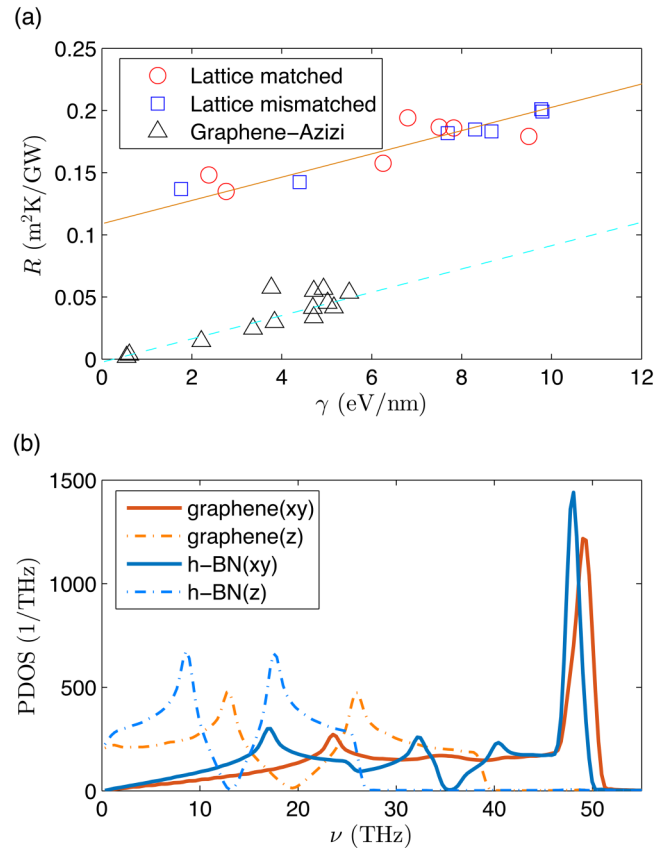 (a)
0.25
0.2
0.15
0.1
0.05
0
R (m²K/GW)
Lattice matched
Lattice mismatched
Graphene−Azizi
0 2 4 6 8 10 12
γ (eV/nm)
(b)
1500
1000
500
0
PDOS (1/THz)
graphene(xy)
graphene(z)
h−BN(xy)
h−BN(z)
0 10 20 30 40 50
ν (THz)